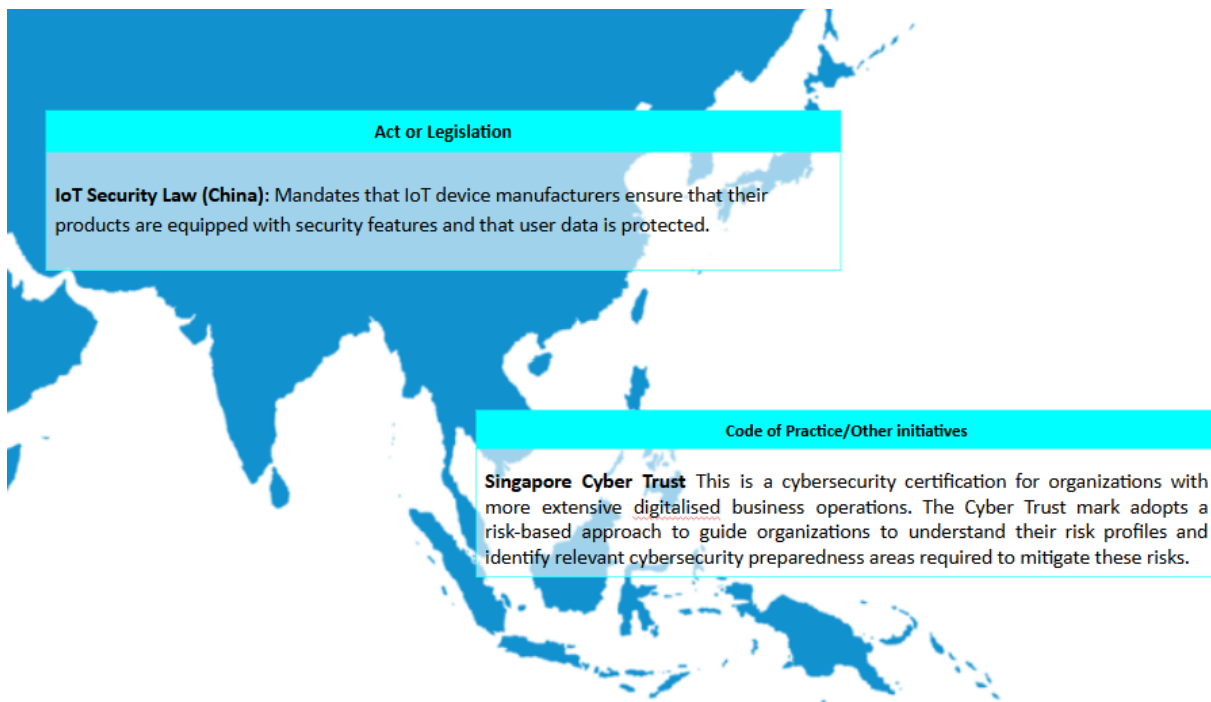 Act or Legislation
IoT Security Law (China): Mandates that IoT device manufacturers ensure that their
products are equipped with security features and that user data is protected.
Code of Practice/Other initiatives
Singapore Cyber Trust This is a cybersecurity certification for organizations with
more extensive digitalised business operations. The Cyber Trust mark adopts a
risk-based approach to guide organizations to understand their risk profiles and
identify relevant cybersecurity preparedness areas required to mitigate these risks.